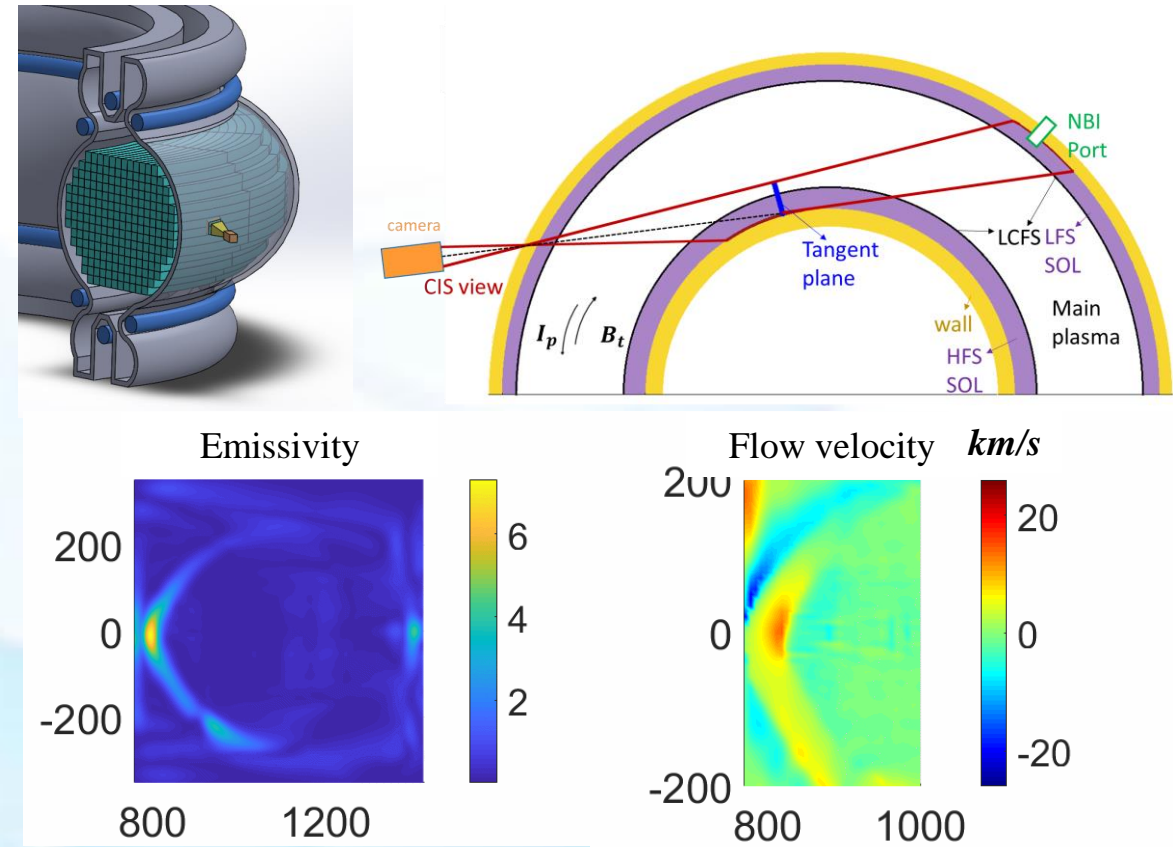 NBI
Port
camera
CIS view
Tangent
plane
LCFS
LFS
SOL
Main
plasma
wall
HFS
SOL
I_p
B_t
Emissivity
200
0
-200
800
1200
6
4
2
Flow velocity km/s
200
0
-200
800
1000
20
0
-20